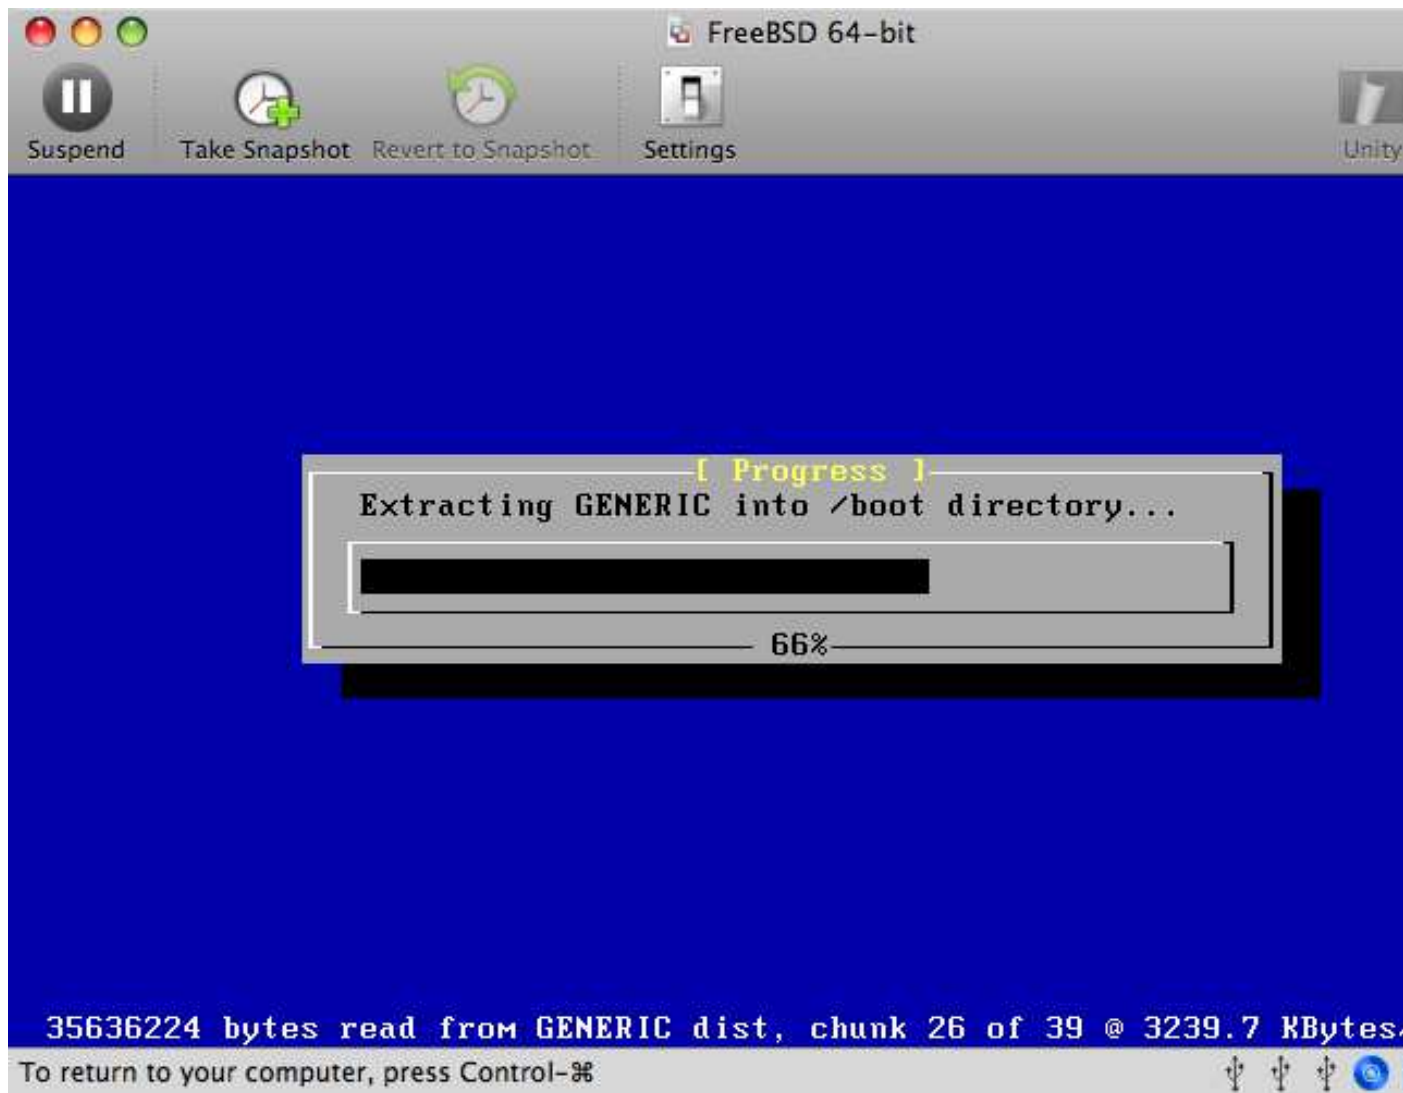 FreeBSD 64-bit
Suspend Take Snapshot Revert to Snapshot Settings Unity
[ Progress ]
Extracting GENERIC into /boot directory...
66%
35636224 bytes read from GENERIC dist, chunk 26 of 39 @ 3239.7 KBytes
To return to your computer, press Control-⌘